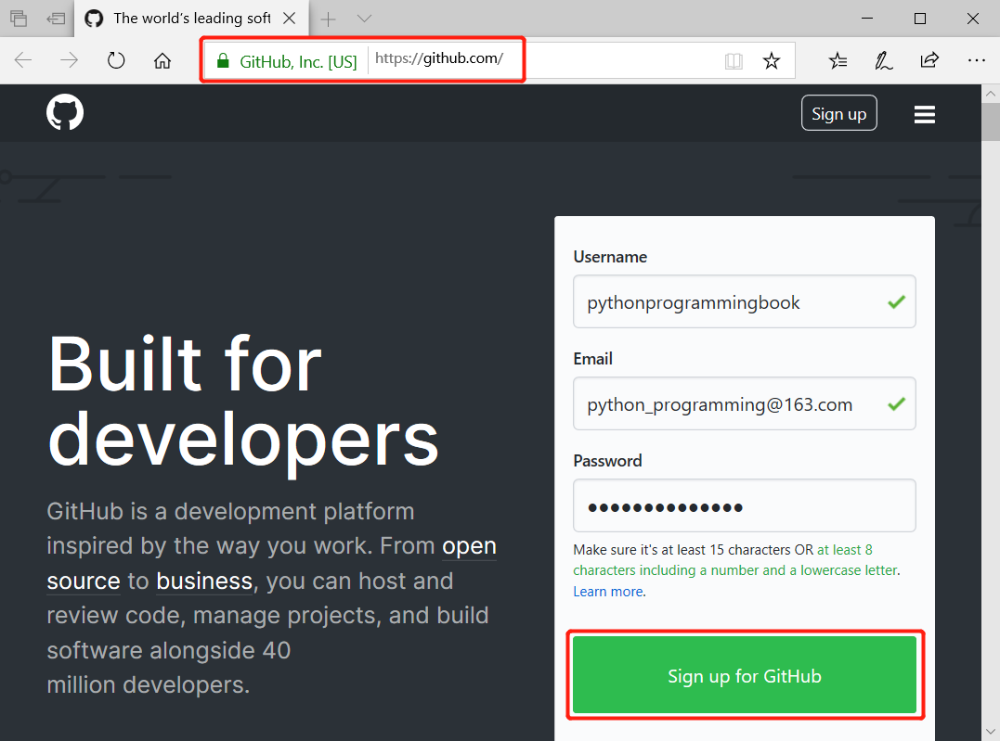 The world's leading soft
GitHub, Inc. [US] https://github.com/
Sign up
Username
pythonprogrammingbook
Email
python_programming@163.com
Password
●●●●●●●●●●●●●●
Make sure it's at least 15 characters OR at least 8
characters including a number and a lowercase letter.
Learn more.
Sign up for GitHub
Built for
developers
GitHub is a development platform
inspired by the way you work. From open
source to business, you can host and
review code, manage projects, and build
software alongside 40
million developers.